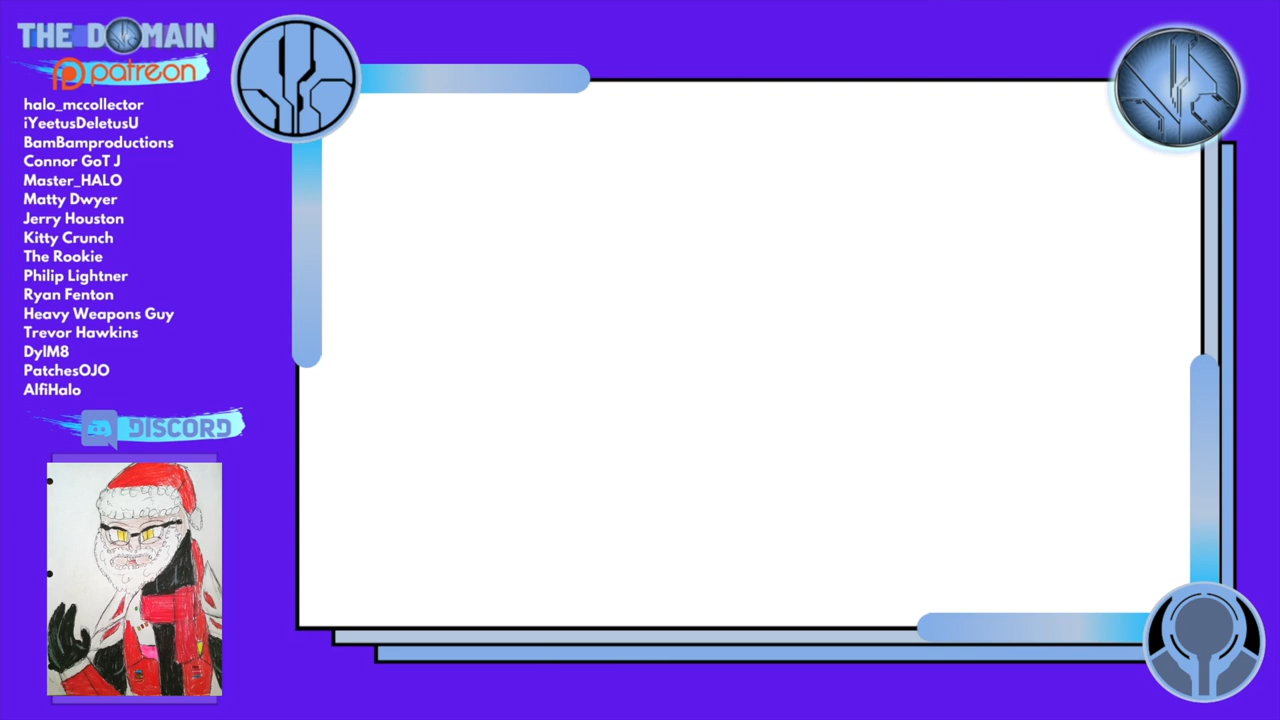 THE DOMAIN
patreon
halo_mccollector
iYeetusDeletusU
BamBamproductions
Connor GoT J
Master_HALO
Matty Dwyer
Jerry Houston
Kitty Crunch
The Rookie
Philip Lightner
Ryan Fenton
Heavy Weapons Guy
Trevor Hawkins
DylM8
PatchesOJO
AlfiHalo
DISCORD